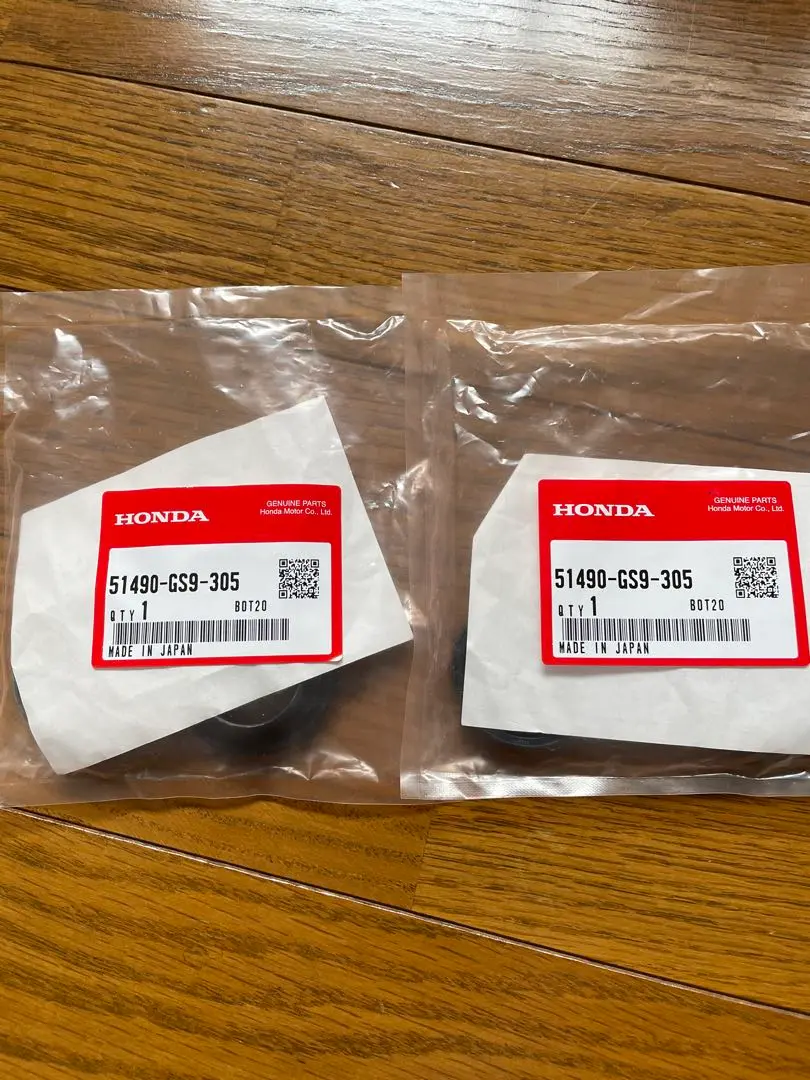 HONDA
GENUINE PARTS
Honda Motor Co., Ltd.
51490-GS9-305
QTY 1 BOT20
MADE IN JAPAN
HONDA
GENUINE PARTS
Honda Motor Co., Ltd.
51490-GS9-305
QTY 1 BOT20
MADE IN JAPAN